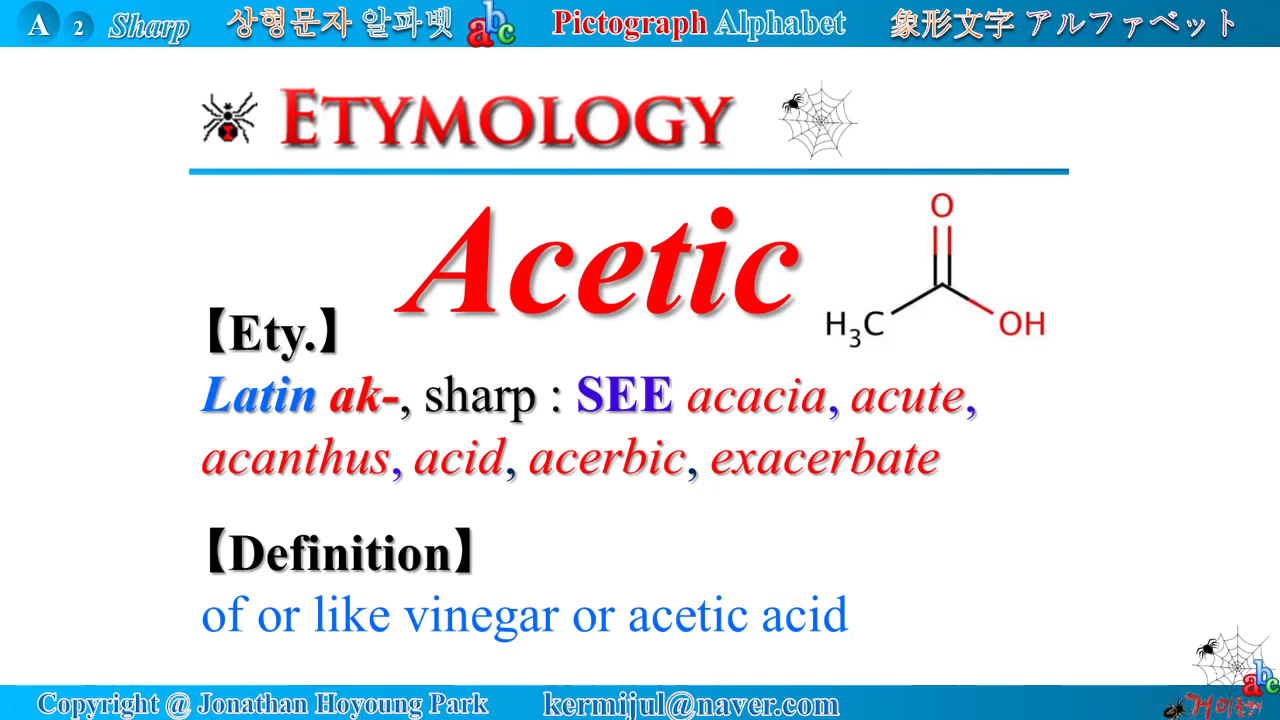 A 2 Sharp 상형문자 알파벳 abc Pictograph Alphabet 象形文字 アルファベット
ETYMOLOGY
Acetic
O
H3C OH
【Ety.】
Latin ak-, sharp : SEE acacia, acute,
acanthus, acid, acerbic, exacerbate
【Definition】
of or like vinegar or acetic acid
abc
Copyright @ Jonathan Hoyoung Park kermijul@naver.com